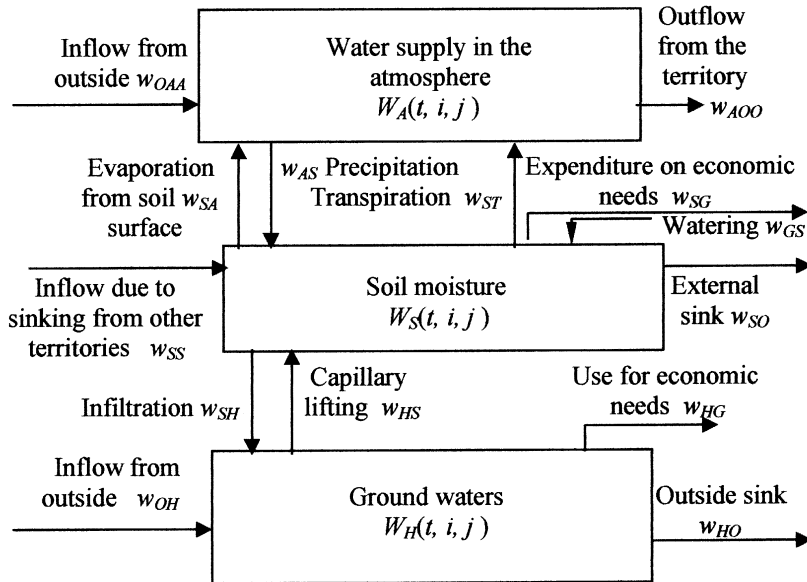 Inflow from
outside w_OAA
Water supply in the
atmosphere
W_A(t, i, j )
Outflow
from the
territory
w_AOO
Evaporation
from soil w_SA
surface
w_AS Precipitation
Transpiration w_ST
Expenditure on economic
needs w_SG
Watering w_GS
Inflow due to
sinking from other
territories w_SS
Soil moisture
W_S(t, i, j)
External
sink w_SO
Infiltration w_SH
Capillary
lifting w_HS
Use for economic
needs w_HG
Inflow from
outside w_OH
Ground waters
W_H(t, i, j )
Outside sink
w_HO